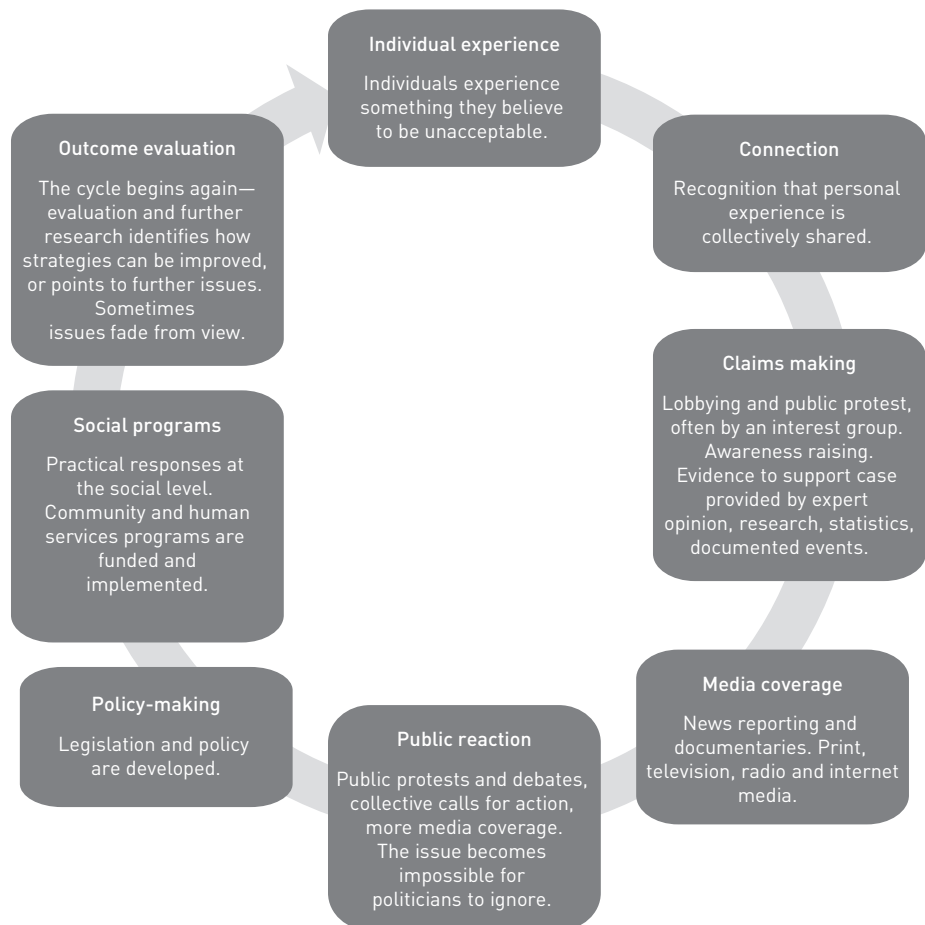 Individual experience
Individuals experience
something they believe
to be unacceptable.
Connection
Recognition that personal
experience is
collectively shared.
Claims making
Lobbying and public protest,
often by an interest group.
Awareness raising.
Evidence to support case
provided by expert
opinion, research, statistics,
documented events.
Media coverage
News reporting and
documentaries. Print,
television, radio and internet
media.
Public reaction
Public protests and debates,
collective calls for action,
more media coverage.
The issue becomes
impossible for
politicians to ignore.
Policy-making
Legislation and policy
are developed.
Social programs
Practical responses at
the social level.
Community and human
services programs are
funded and
implemented.
Outcome evaluation
The cycle begins again—
evaluation and further
research identifies how
strategies can be improved,
or points to further issues.
Sometimes
issues fade from view.